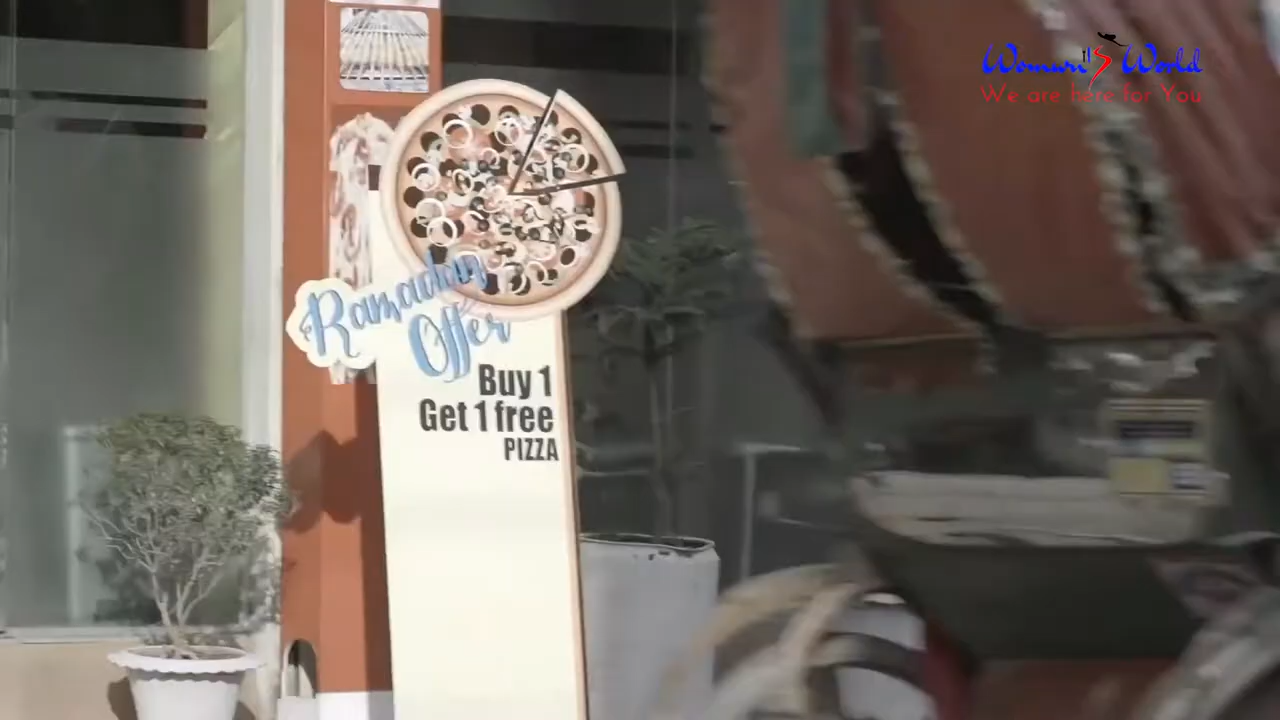 Women's World
We are here for You
Ramadan
Offer
Buy 1
Get 1 free
PIZZA